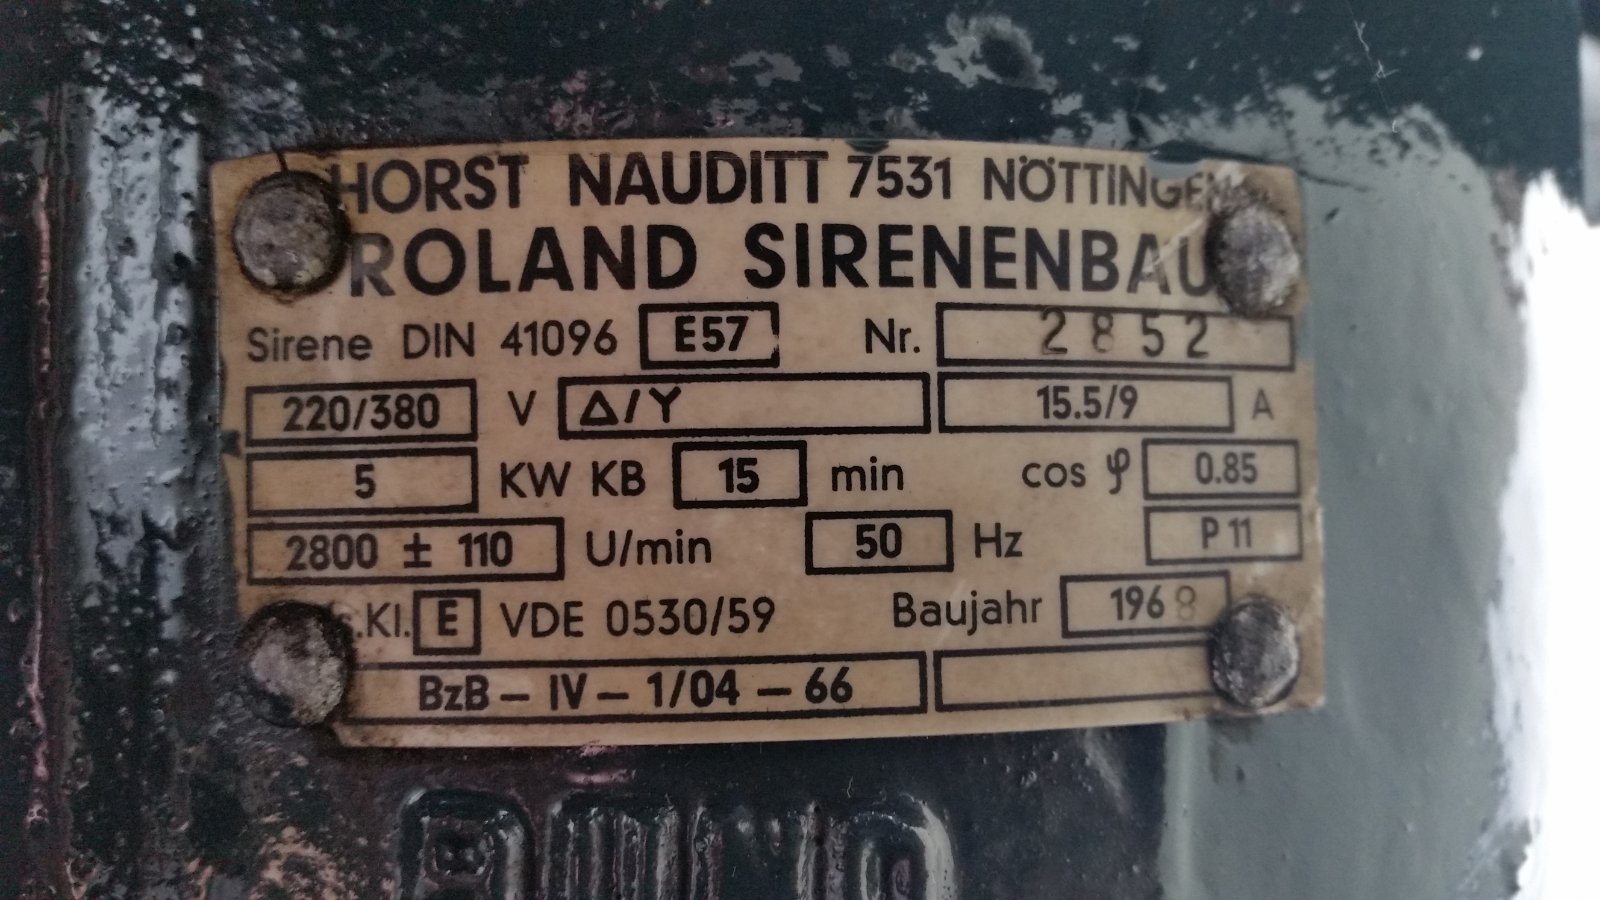 HORST NAUDITT 7531 NÖTTINGEN
ROLAND SIRENENBAU
Sirene DIN 41096 E57 Nr. 2852
220/380 V Δ/Y 15.5/9 A
5 KW KB 15 min cos φ 0.85
2800 ± 110 U/min 50 Hz P 11
s.Kl. E VDE 0530/59 Baujahr 1968
BzB – IV – 1/04 – 66